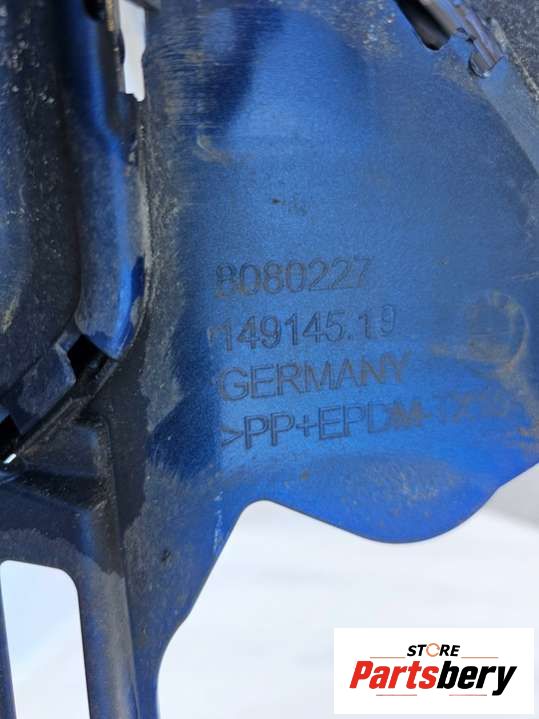 8080227
149145.19
GERMANY
>PP+EPDM-
STORE
Partsbery